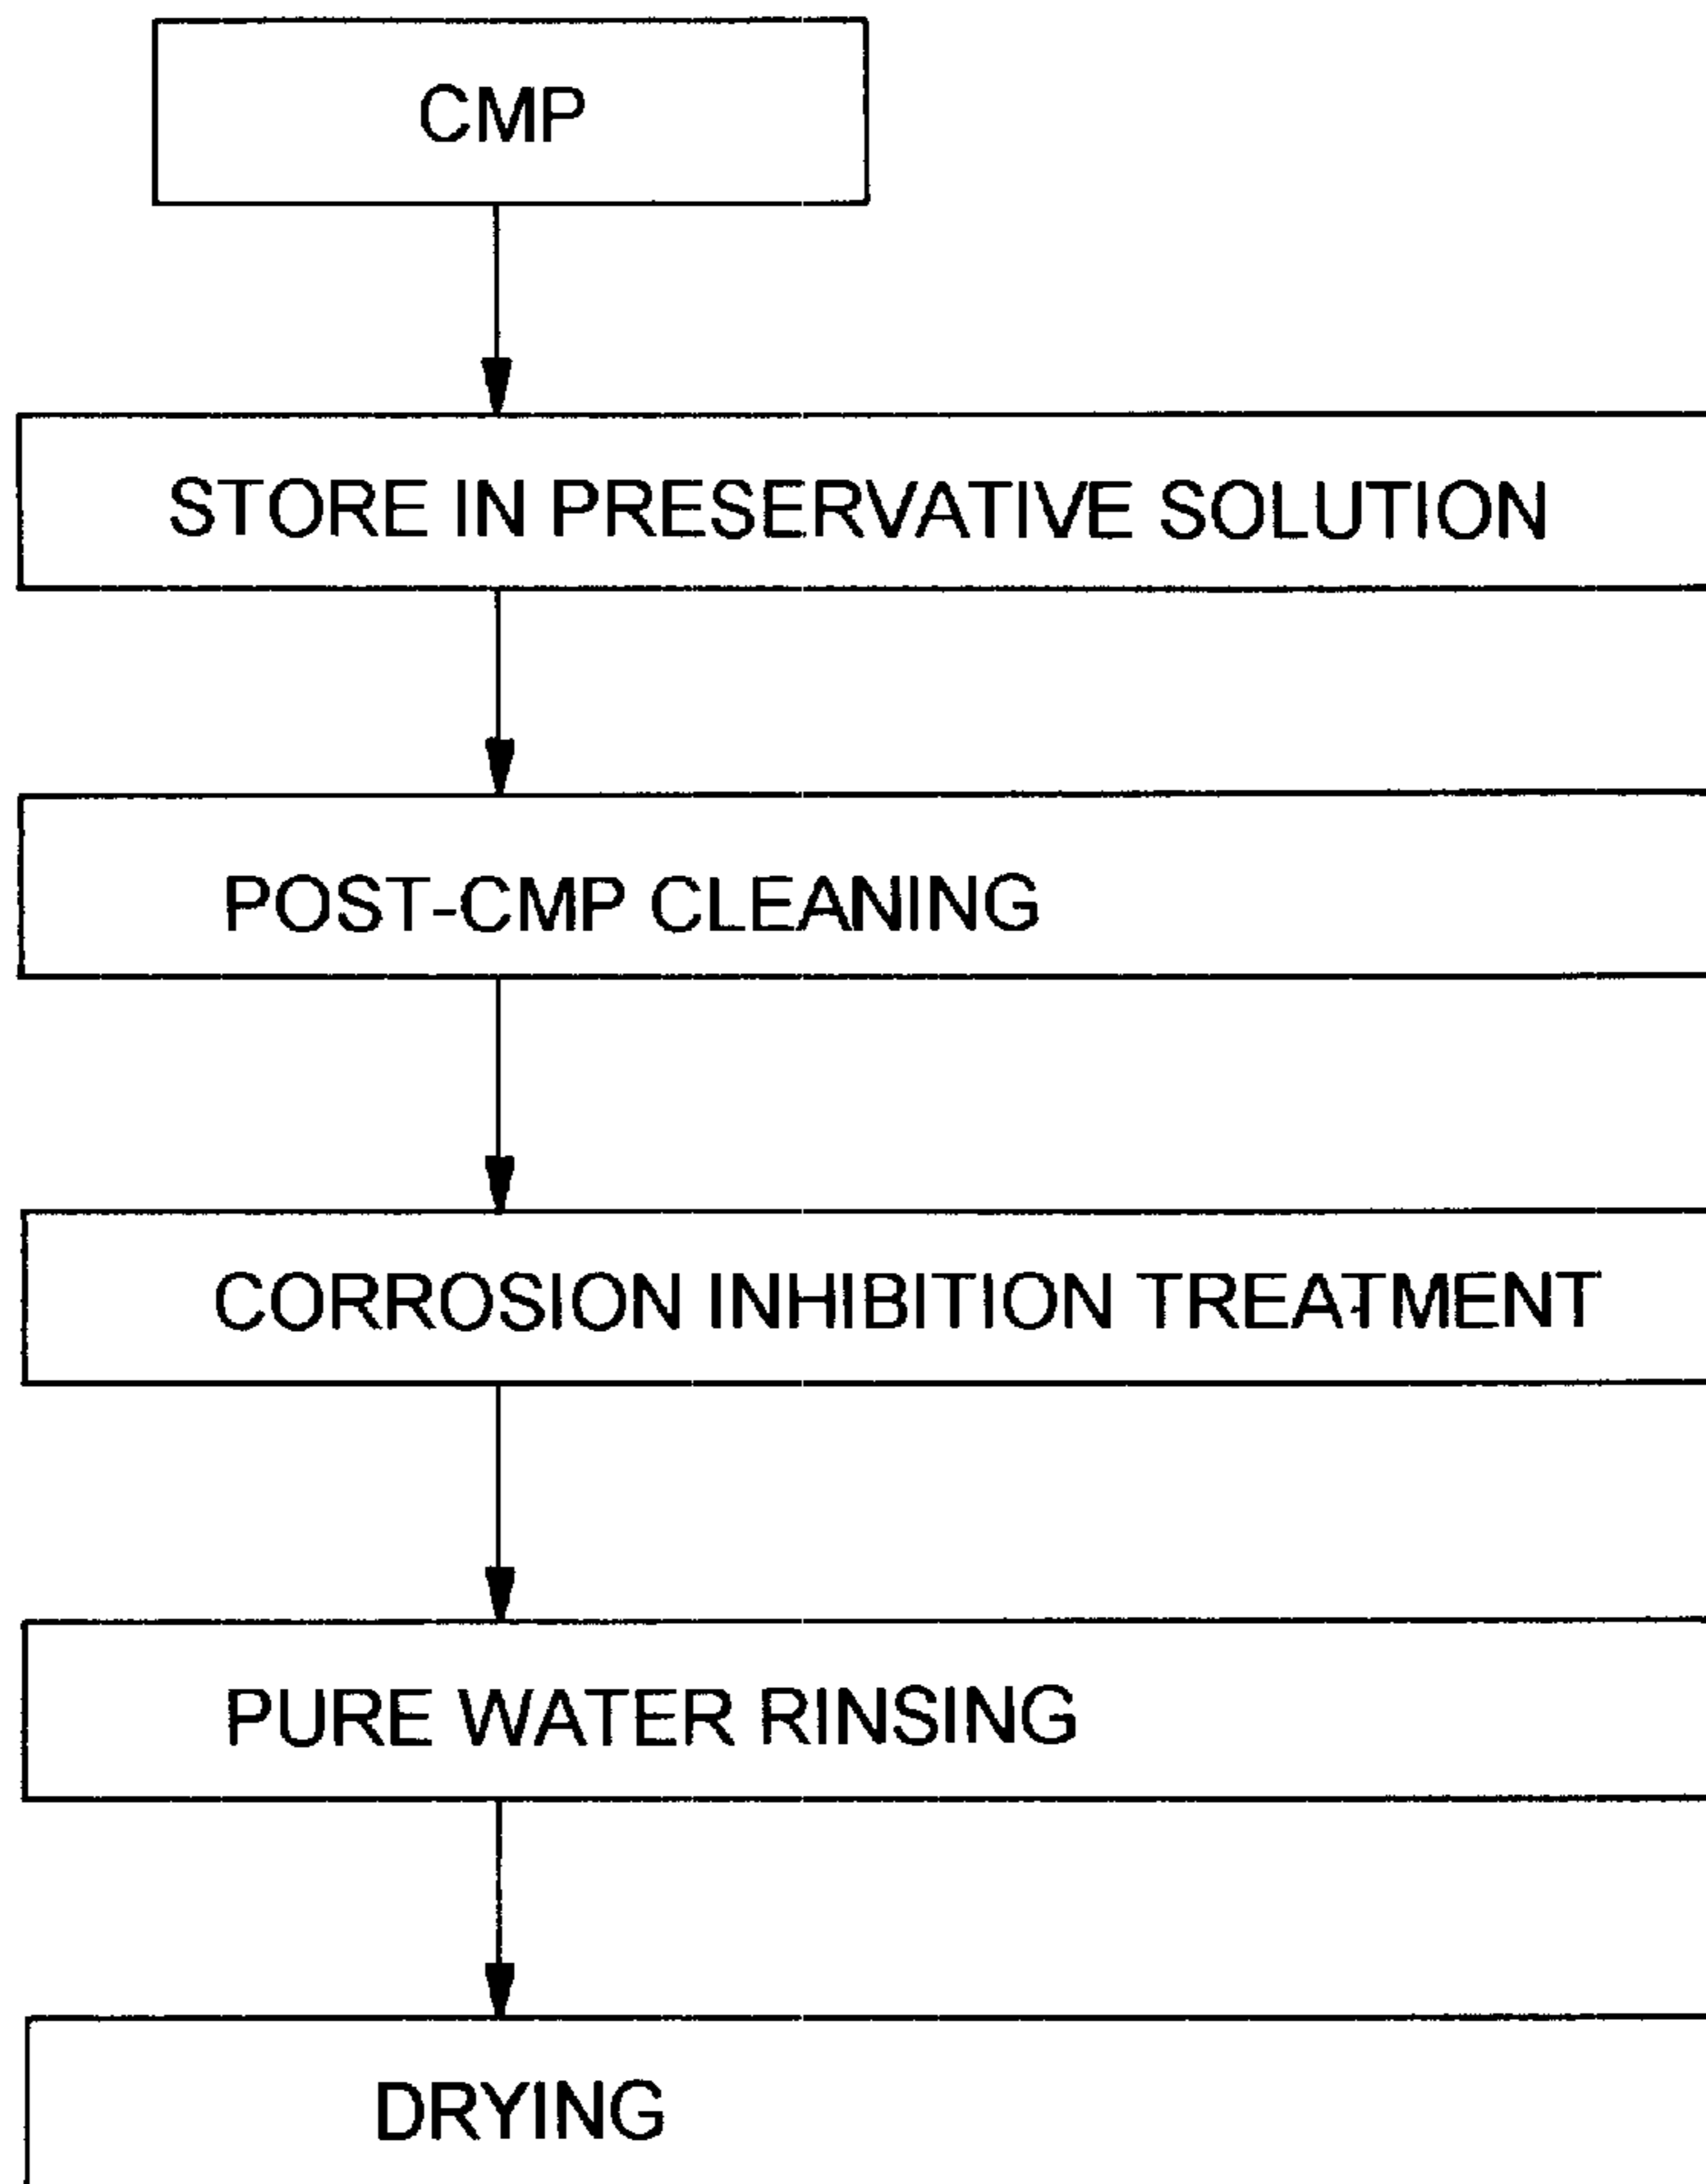 CMP
STORE IN PRESERVATIVE SOLUTION
POST-CMP CLEANING
CORROSION INHIBITION TREATMENT
PURE WATER RINSING
DRYING